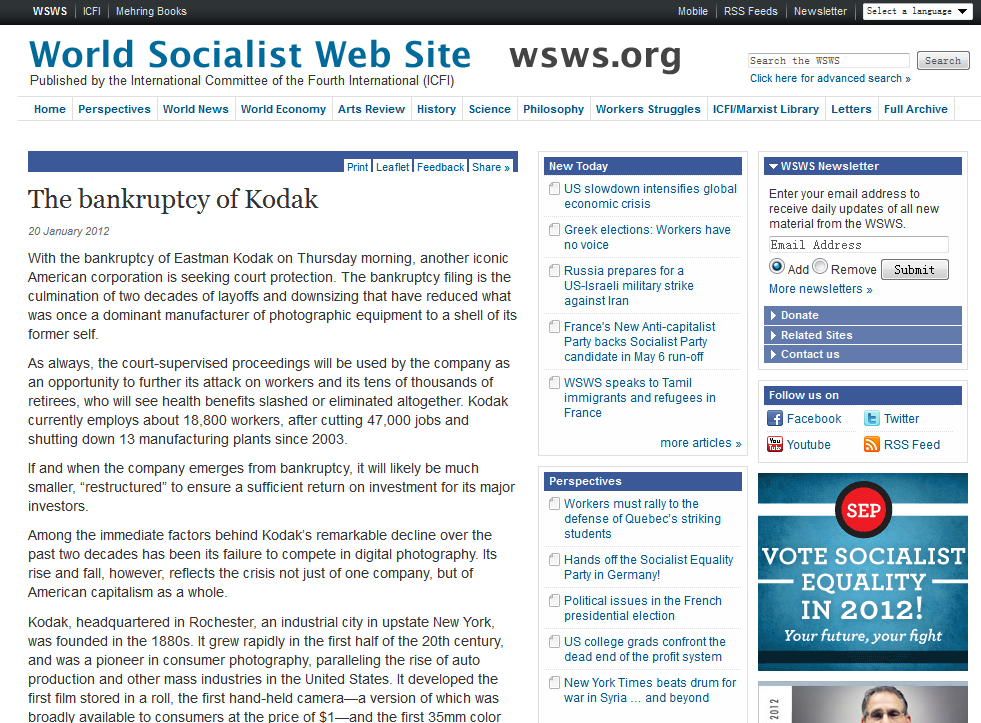 WSWS ICFI Mehring Books
Mobile RSS Feeds Newsletter Select a language
World Socialist Web Site wsws.org
Published by the International Committee of the Fourth International (ICFI)
Search the WSWS Search
Click here for advanced search »
Home Perspectives World News World Economy Arts Review History Science Philosophy Workers Struggles ICFI/Marxist Library Letters Full Archive
Print Leaflet Feedback Share »
The bankruptcy of Kodak
20 January 2012
With the bankruptcy of Eastman Kodak on Thursday morning, another iconic
American corporation is seeking court protection. The bankruptcy filing is the
culmination of two decades of layoffs and downsizing that have reduced what
was once a dominant manufacturer of photographic equipment to a shell of its
former self.
As always, the court-supervised proceedings will be used by the company as
an opportunity to further its attack on workers and its tens of thousands of
retirees, who will see health benefits slashed or eliminated altogether. Kodak
currently employs about 18,800 workers, after cutting 47,000 jobs and
shutting down 13 manufacturing plants since 2003.
If and when the company emerges from bankruptcy, it will likely be much
smaller, “restructured” to ensure a sufficient return on investment for its major
investors.
Among the immediate factors behind Kodak’s remarkable decline over the
past two decades has been its failure to compete in digital photography. Its
rise and fall, however, reflects the crisis not just of one company, but of
American capitalism as a whole.
Kodak, headquartered in Rochester, an industrial city in upstate New York,
was founded in the 1880s. It grew rapidly in the first half of the 20th century,
and was a pioneer in consumer photography, paralleling the rise of auto
production and other mass industries in the United States. It developed the
first film stored in a roll, the first hand-held camera—a version of which was
broadly available to consumers at the price of $1—and the first 35mm color
New Today
US slowdown intensifies global
economic crisis
Greek elections: Workers have
no voice
Russia prepares for a
US-Israeli military strike
against Iran
France's New Anti-capitalist
Party backs Socialist Party
candidate in May 6 run-off
WSWS speaks to Tamil
immigrants and refugees in
France
more articles »
Perspectives
Workers must rally to the
defense of Quebec’s striking
students
Hands off the Socialist Equality
Party in Germany!
Political issues in the French
presidential election
US college grads confront the
dead end of the profit system
New York Times beats drum for
war in Syria … and beyond
WSWS Newsletter
Enter your email address to
receive daily updates of all new
material from the WSWS.
Email Address
Add Remove Submit
More newsletters »
Donate
Related Sites
Contact us
Follow us on
Facebook Twitter
Youtube RSS Feed
SEP
VOTE SOCIALIST
EQUALITY
IN 2012!
Your future, your fight
2012